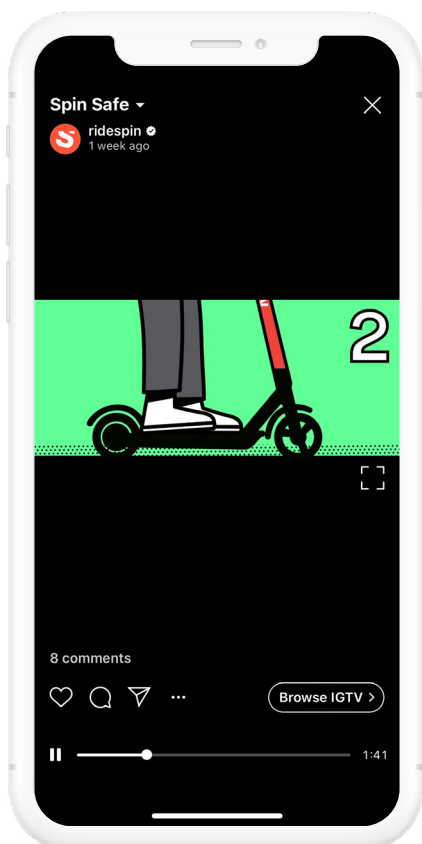 Spin Safe
ridespin
1 week ago
2
8 comments
Browse IGTV >
1:41